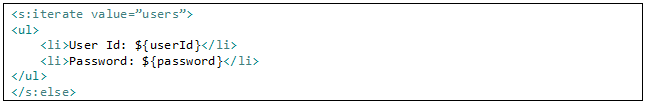 <s:iterate value=”users”>
<ul>
    <li>User Id: ${userId}</li>
    <li>Password: ${password}</li>
</ul>
</s:else>